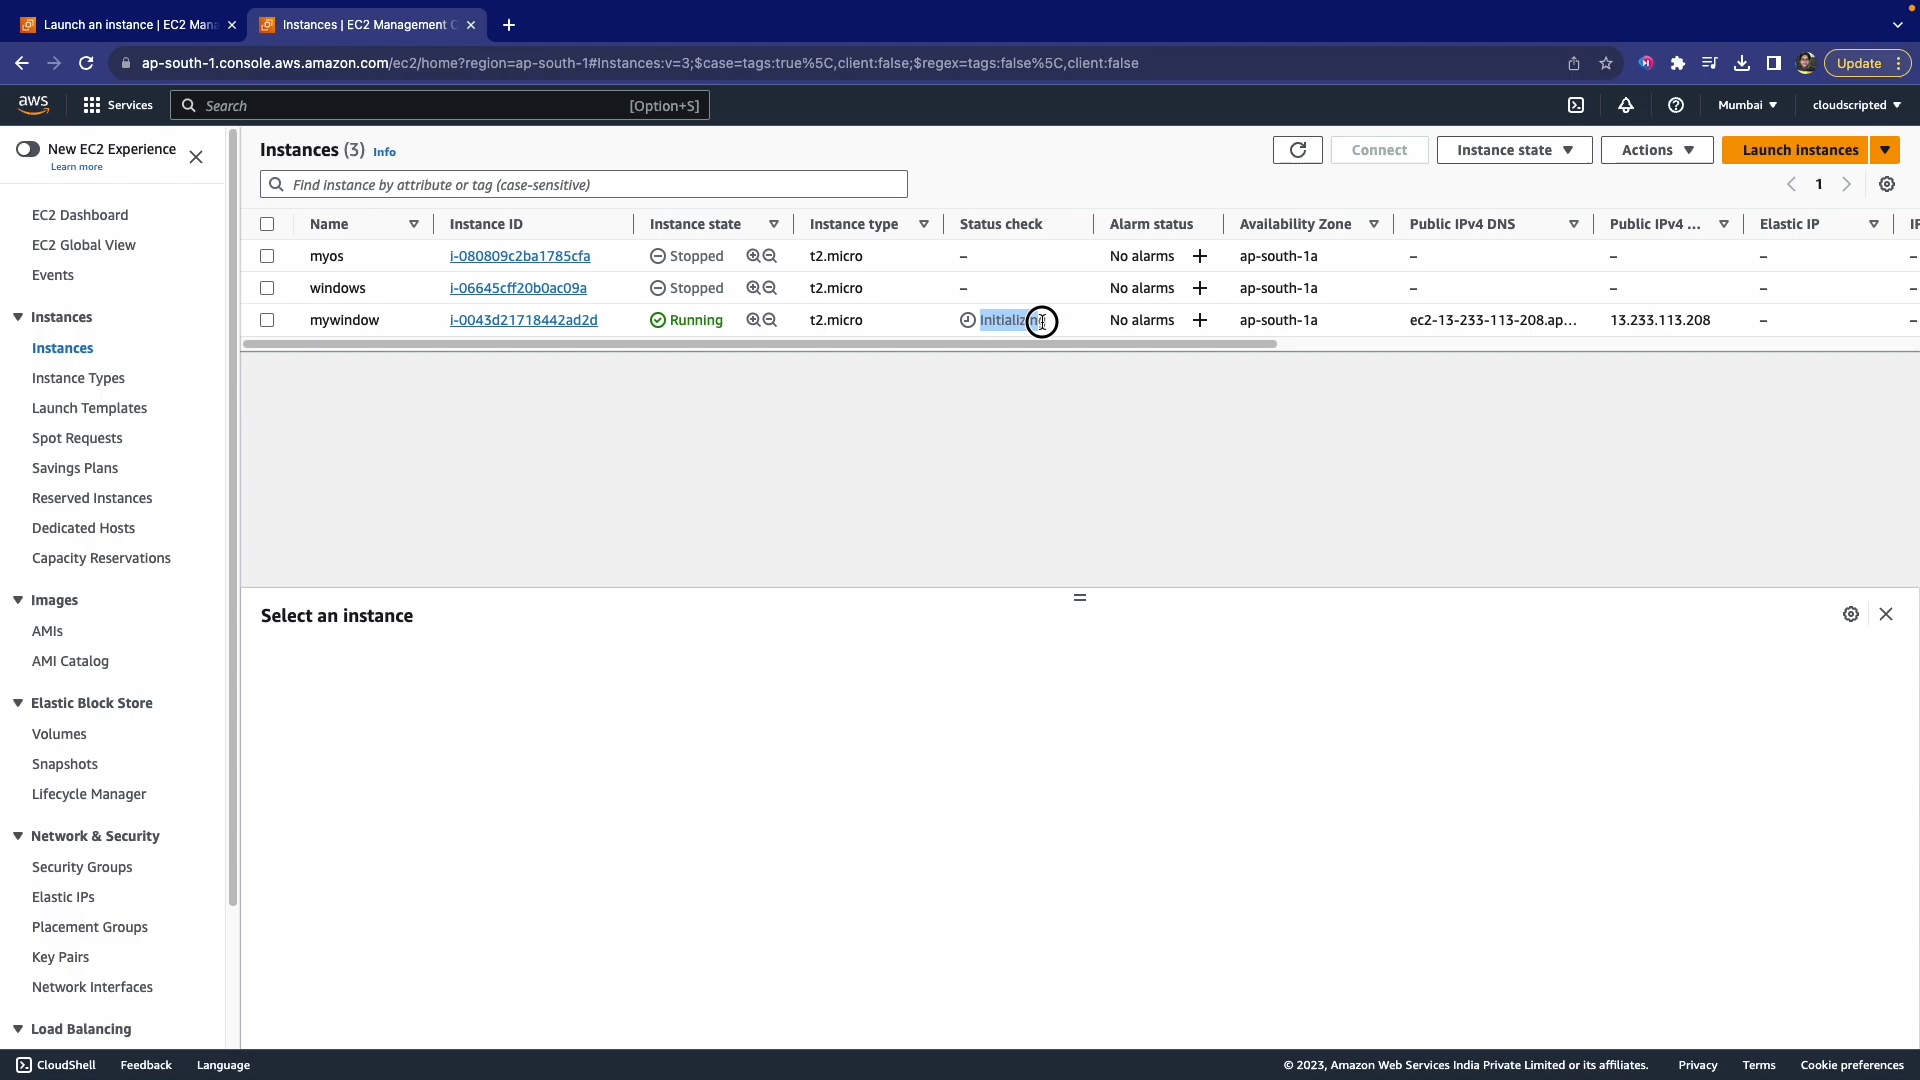 Launch an instance | EC2 Mana
Instances | EC2 Management C
ap-south-1.console.aws.amazon.com/ec2/home?region=ap-south-1#Instances:v=3;$case=tags:true%5C,client:false;$regex=tags:false%5C,client:false
Update
aws
Services
Search
[Option+S]
Mumbai
cloudscripted
New EC2 Experience
Learn more
EC2 Dashboard
EC2 Global View
Events
Instances
Instances
Instance Types
Launch Templates
Spot Requests
Savings Plans
Reserved Instances
Dedicated Hosts
Capacity Reservations
Images
AMIs
AMI Catalog
Elastic Block Store
Volumes
Snapshots
Lifecycle Manager
Network & Security
Security Groups
Elastic IPs
Placement Groups
Key Pairs
Network Interfaces
Load Balancing
Instances (3) Info
Connect
Instance state
Actions
Launch instances
Find instance by attribute or tag (case-sensitive)
1
Name Instance ID Instance state Instance type Status check Alarm status Availability Zone Public IPv4 DNS Public IPv4 ... Elastic IP IP
myos i-080809c2ba1785cfa Stopped t2.micro – No alarms + ap-south-1a – – – –
windows i-06645cff20b0ac09a Stopped t2.micro – No alarms + ap-south-1a – – – –
mywindow i-0043d21718442ad2d Running t2.micro Initializing No alarms + ap-south-1a ec2-13-233-113-208.ap... 13.233.113.208 – –
Select an instance
CloudShell Feedback Language
© 2023, Amazon Web Services India Private Limited or its affiliates. Privacy Terms Cookie preferences